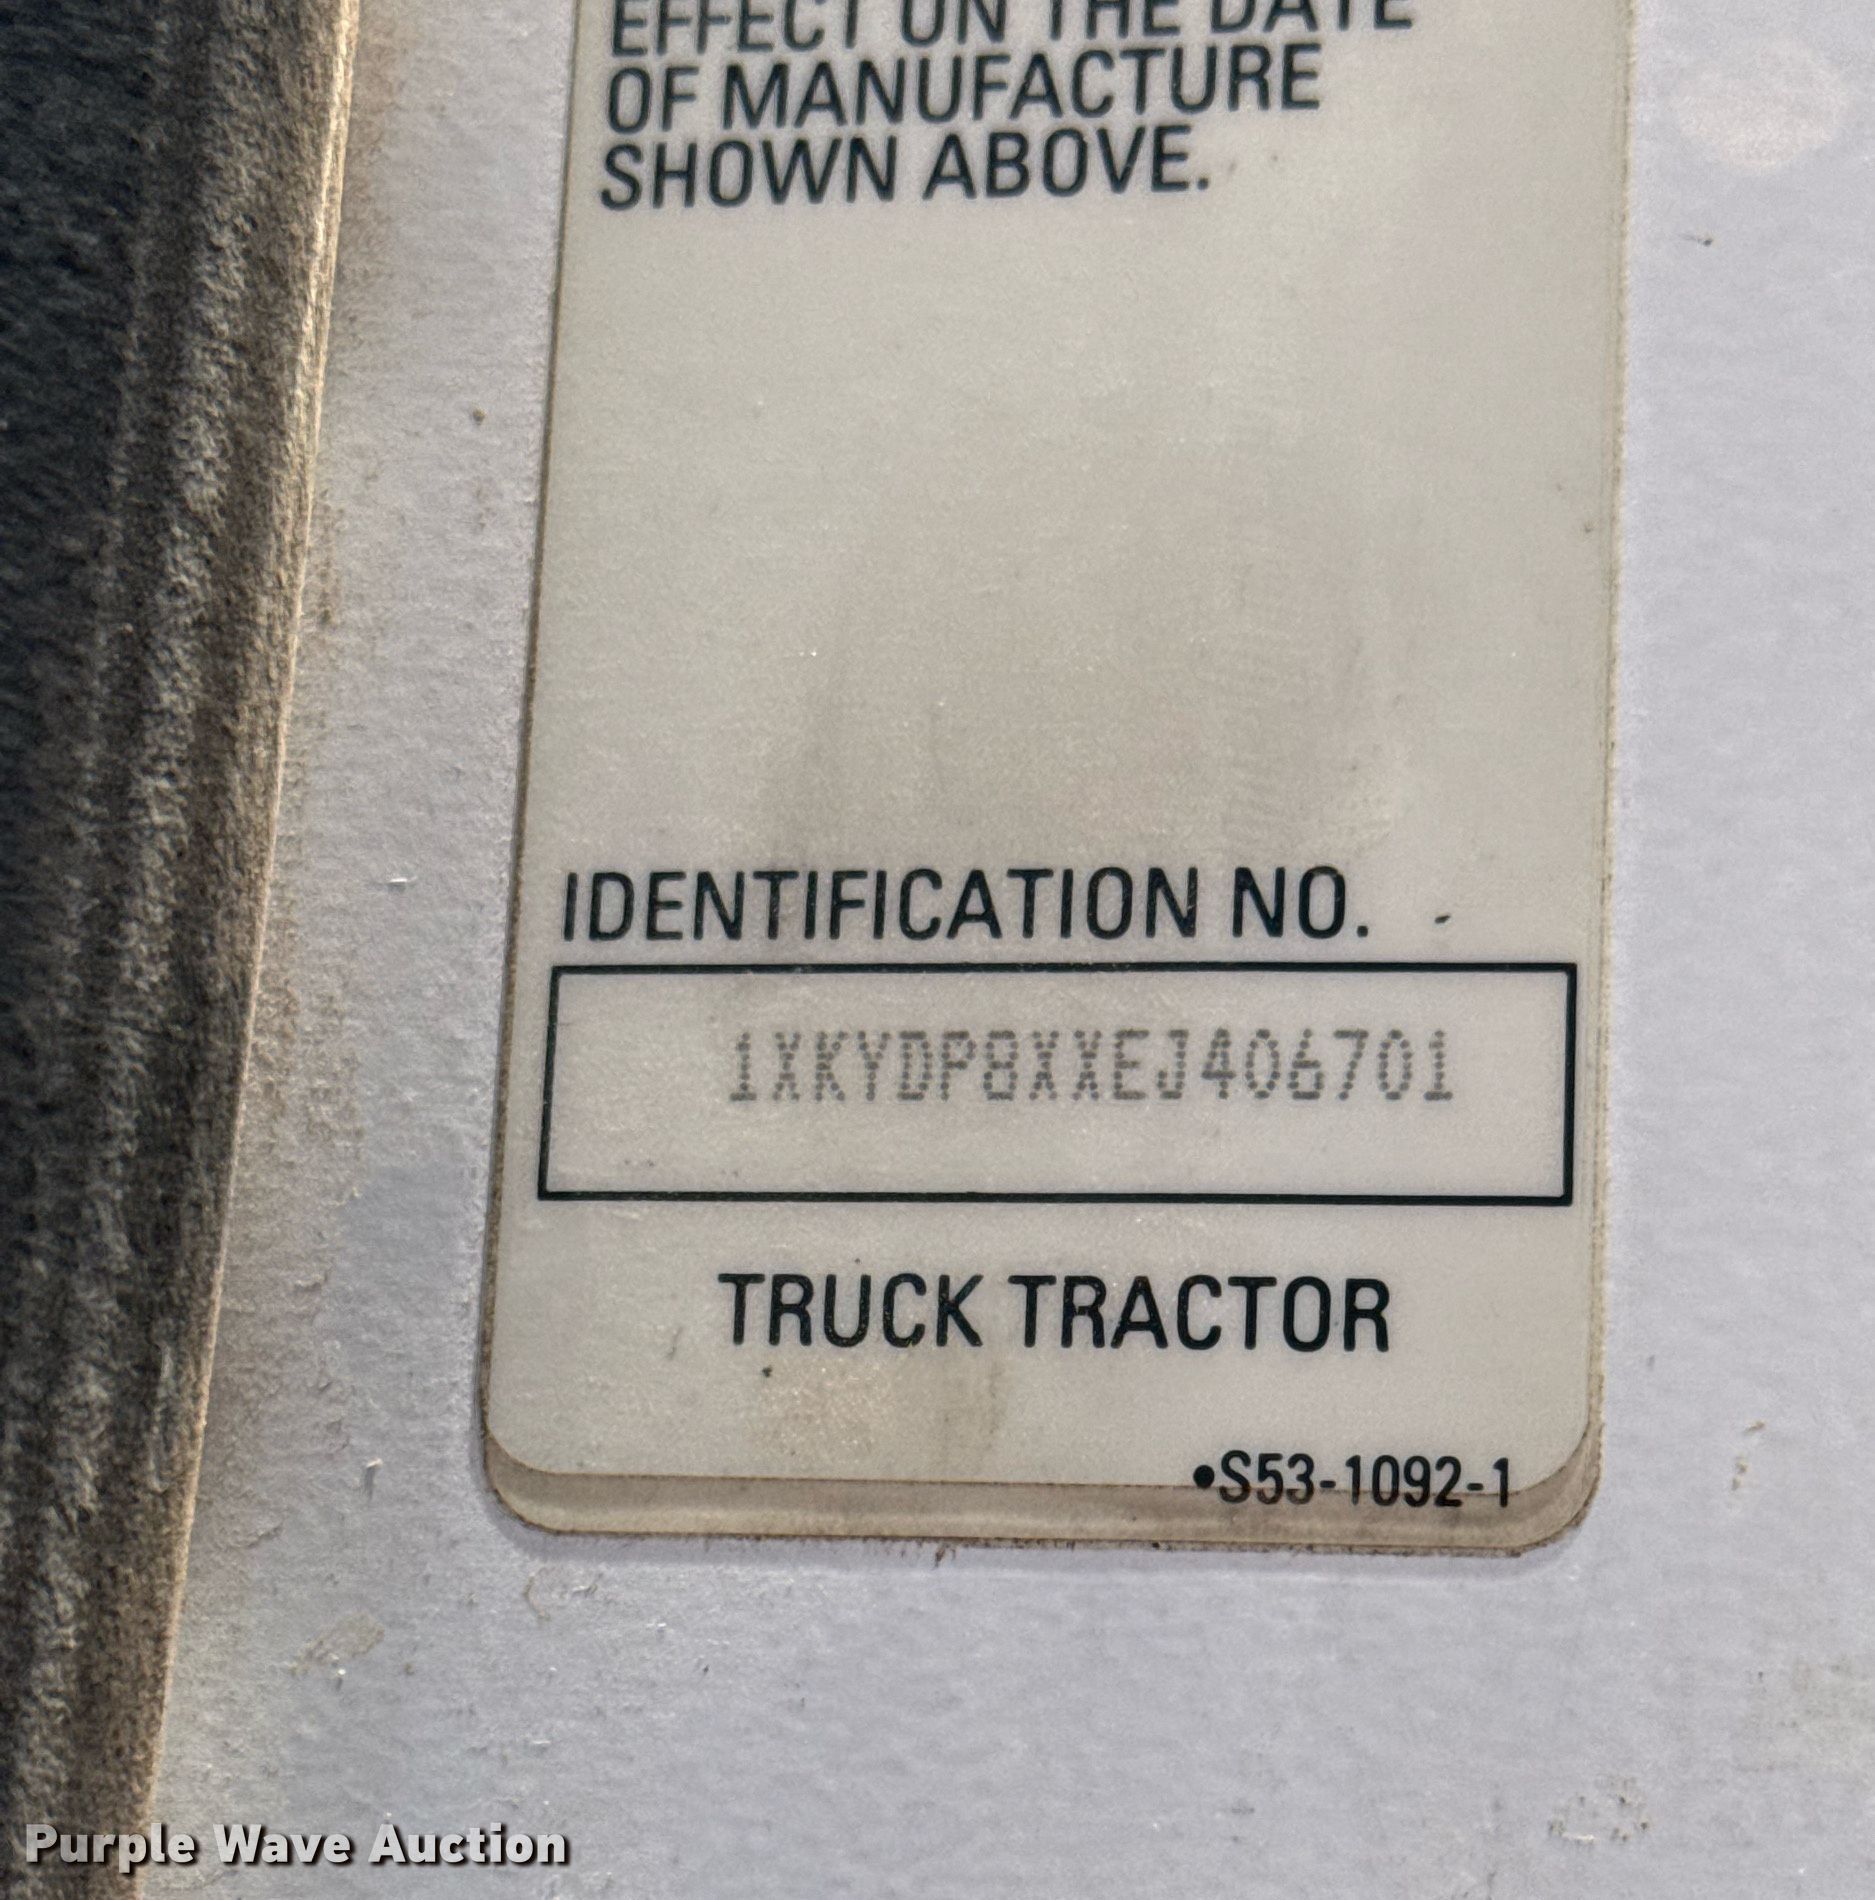 EFFECT ON THE DATE
OF MANUFACTURE
SHOWN ABOVE.
IDENTIFICATION NO.
1XKYDP8XXEJ406701
TRUCK TRACTOR
•S53-1092-1
Purple Wave Auction